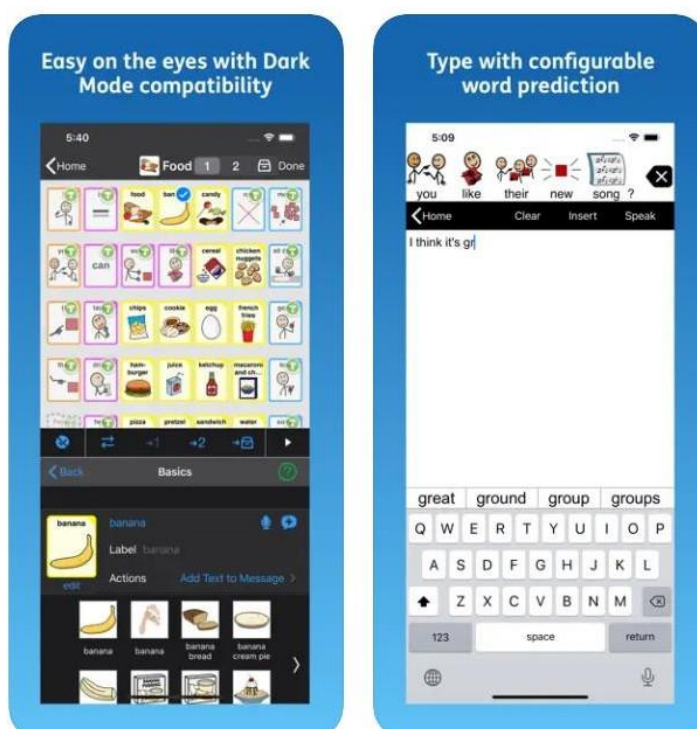 Easy on the eyes with Dark
Mode compatibility
5:40
Home
Food 1 2 Done
food
candy
can
cereal
chicken
nuggets
chips
cookie
egg
french
fries
ham-
burger
juice
ketchup
macaroni
and ch...
pizza
pretzel
sandwich
water
→1
→2
Back
Basics
banana
banana
Label banana
edit
Actions
Add Text to Message
banana
banana
banana
bread
banana
cream pie
Type with configurable
word prediction
5:09
you like their new song ?
Home Clear Insert Speak
I think it's gr
great ground group groups
Q W E R T Y U I O P
A S D F G H J K L
Z X C V B N M
123 space return